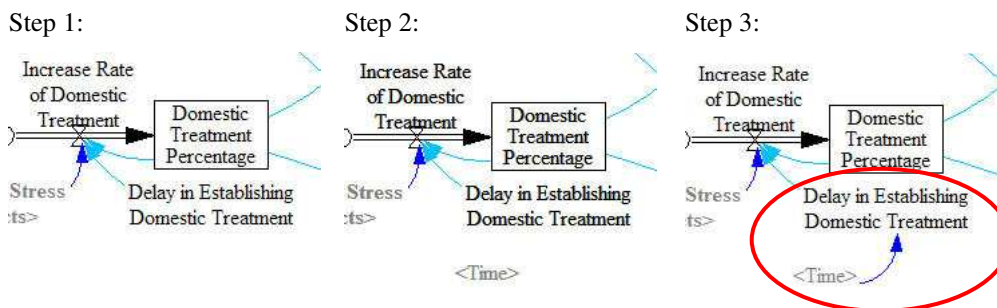 Step 1:
Increase Rate
of Domestic
Treatment
Domestic
Treatment
Percentage
Stress
cts>
Delay in Establishing
Domestic Treatment
Step 2:
Increase Rate
of Domestic
Treatment
Domestic
Treatment
Percentage
Stress
cts>
Delay in Establishing
Domestic Treatment
<Time>
Step 3:
Increase Rate
of Domestic
Treatment
Domestic
Treatment
Percentage
Stress
ts>
Delay in Establishing
Domestic Treatment
<Time>